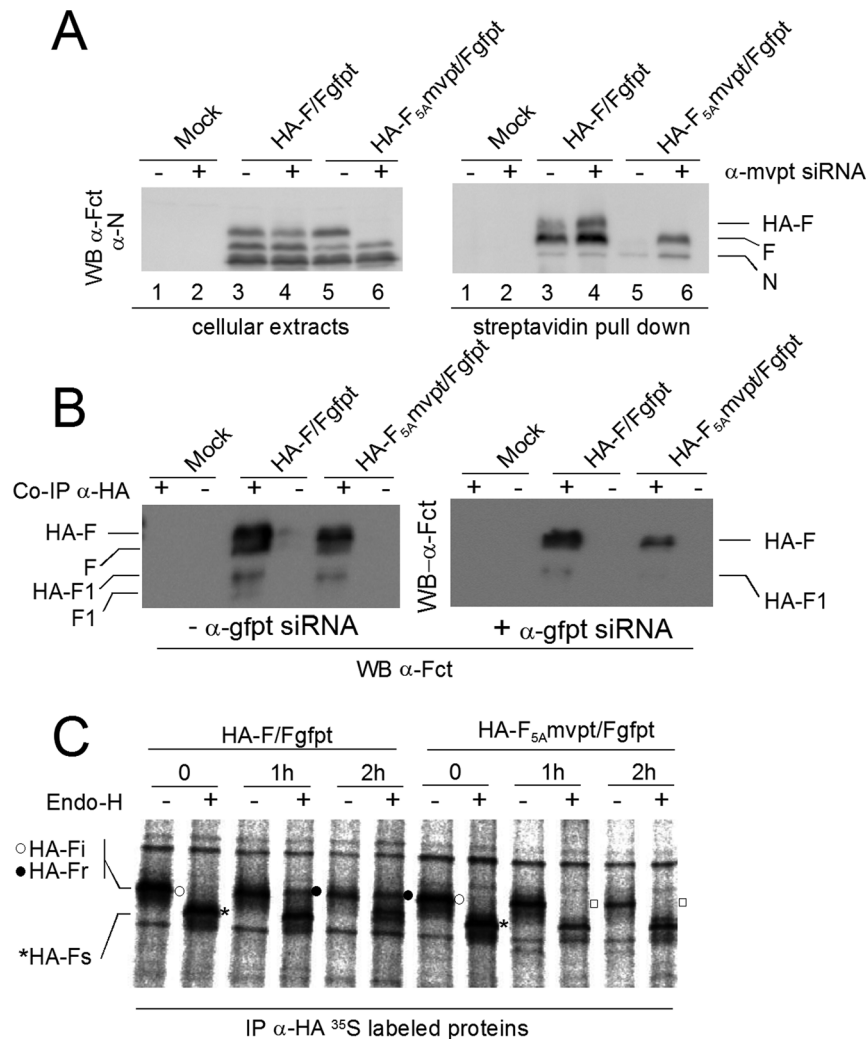 A
Mock
HA-F/Fgfpt
HA-F5Amvpt/Fgfpt
Mock
HA-F/Fgfpt
HA-F5Amvpt/Fgfpt
- + - + - +
- + - + - +
α-mvpt siRNA
WB α-Fct
α-N
HA-F
F
N
1 2 3 4 5 6
1 2 3 4 5 6
cellular extracts
streptavidin pull down
B
Mock
HA-F/Fgfpt
HA-F5Amvpt/Fgfpt
Mock
HA-F/Fgfpt
HA-F5Amvpt/Fgfpt
Co-IP α-HA
+ - + - + -
+ - + - + -
HA-F
F
HA-F1
F1
WB-α-Fct
HA-F
HA-F1
- α-gfpt siRNA
+ α-gfpt siRNA
WB α-Fct
C
HA-F/Fgfpt
HA-F5Amvpt/Fgfpt
0 1h 2h 0 1h 2h
Endo-H
- + - + - + - + - + - +
○HA-Fi
●HA-Fr
*HA-Fs
*
*
IP α-HA ³⁵S labeled proteins